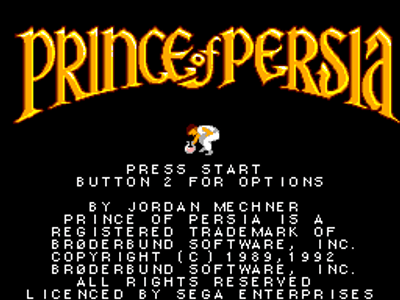 PRINCE of PERSIA
PRESS START
BUTTON 2 FOR OPTIONS
BY JORDAN MECHNER
PRINCE OF PERSIA IS A
REGISTERED TRADEMARK OF
BRØDERBUND SOFTWARE, INC.
COPYRIGHT (C) 1989,1992
BRØDERBUND SOFTWARE, INC.
ALL RIGHTS RESERVED
LICENCED BY SEGA ENTERPRISES